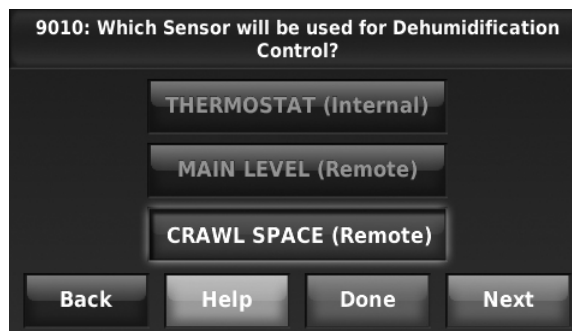 9010: Which Sensor will be used for Dehumidification
Control?
THERMOSTAT (Internal)
MAIN LEVEL (Remote)
CRAWL SPACE (Remote)
Back Help Done Next